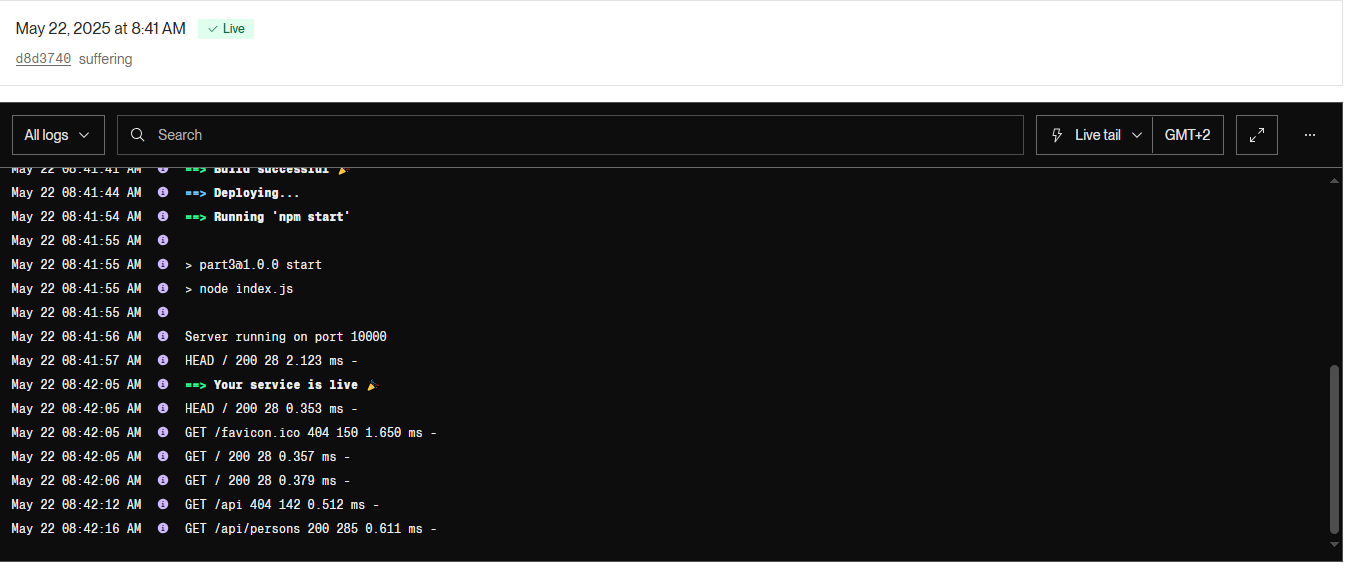 May 22, 2025 at 8:41 AM ✓ Live
d8d3740 suffering
All logs Search Live tail GMT+2 ...
May 22 08:41:41 AM ==> Build successful 🎉
May 22 08:41:44 AM ==> Deploying...
May 22 08:41:54 AM ==> Running 'npm start'
May 22 08:41:55 AM
May 22 08:41:55 AM > part3@1.0.0 start
May 22 08:41:55 AM > node index.js
May 22 08:41:55 AM
May 22 08:41:56 AM Server running on port 10000
May 22 08:41:57 AM HEAD / 200 28 2.123 ms -
May 22 08:42:05 AM ==> Your service is live 🎉
May 22 08:42:05 AM HEAD / 200 28 0.353 ms -
May 22 08:42:05 AM GET /favicon.ico 404 150 1.650 ms -
May 22 08:42:05 AM GET / 200 28 0.357 ms -
May 22 08:42:06 AM GET / 200 28 0.379 ms -
May 22 08:42:12 AM GET /api 404 142 0.512 ms -
May 22 08:42:16 AM GET /api/persons 200 285 0.611 ms -